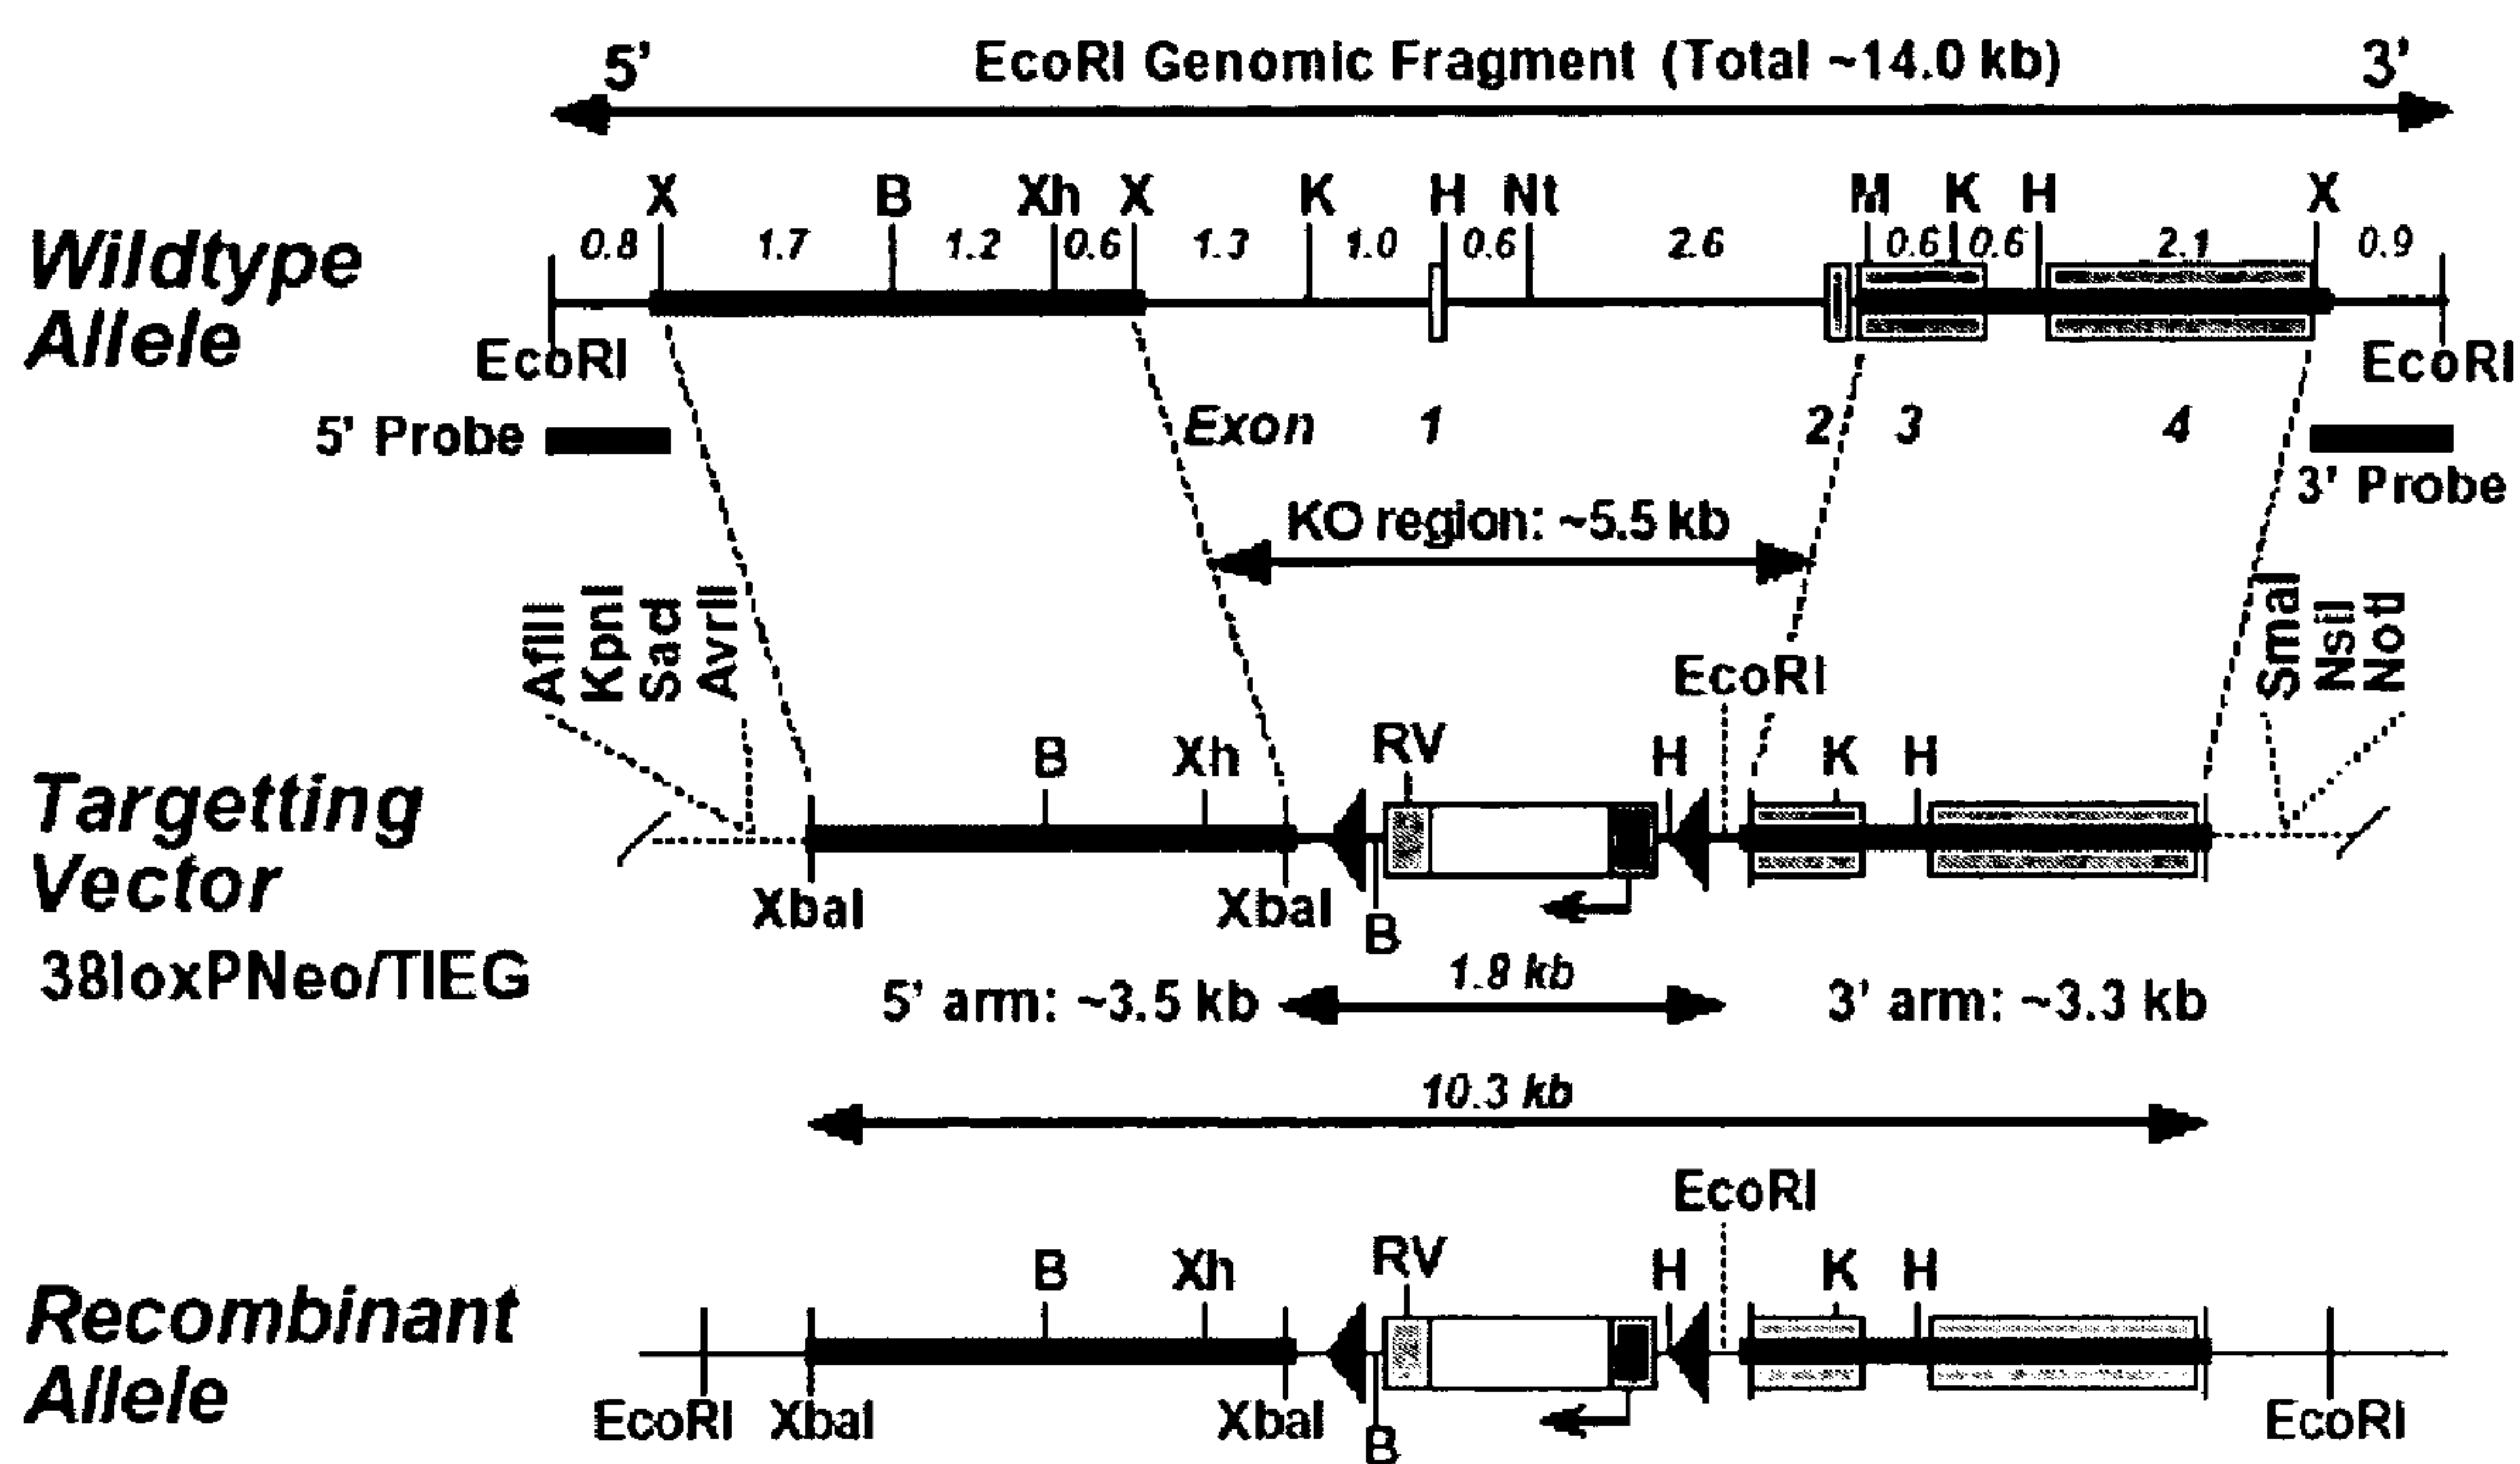 5' EcoRI Genomic Fragment (Total ~14.0 kb) 3'
X B Xh X K H Nt M K H X
Wildtype Allele
0.8 1.7 1.2 0.6 1.3 1.0 0.6 2.6 0.6 0.6 2.1 0.9
EcoRI EcoRI
5' Probe Exon 1 2 3 4
3' Probe
KO region: ~5.5 kb
AflII KpnI SacI AvrII SmaI NsiI NotI
EcoRI
B Xh RV H K H
Targetting
Vector
XbaI XbaI B
38loxPNeo/TIEG
1.8 kb
5' arm: ~3.5 kb 3' arm: ~3.3 kb
10.3 kb
EcoRI
B Xh RV H K H
Recombinant
Allele
EcoRI XbaI XbaI B EcoRI